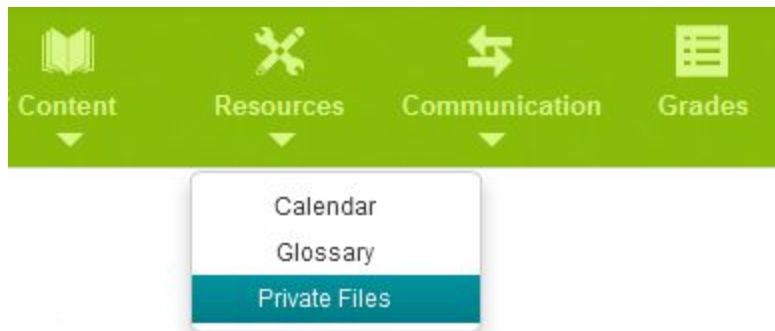 Content Resources Communication Grades
Calendar
Glossary
Private Files